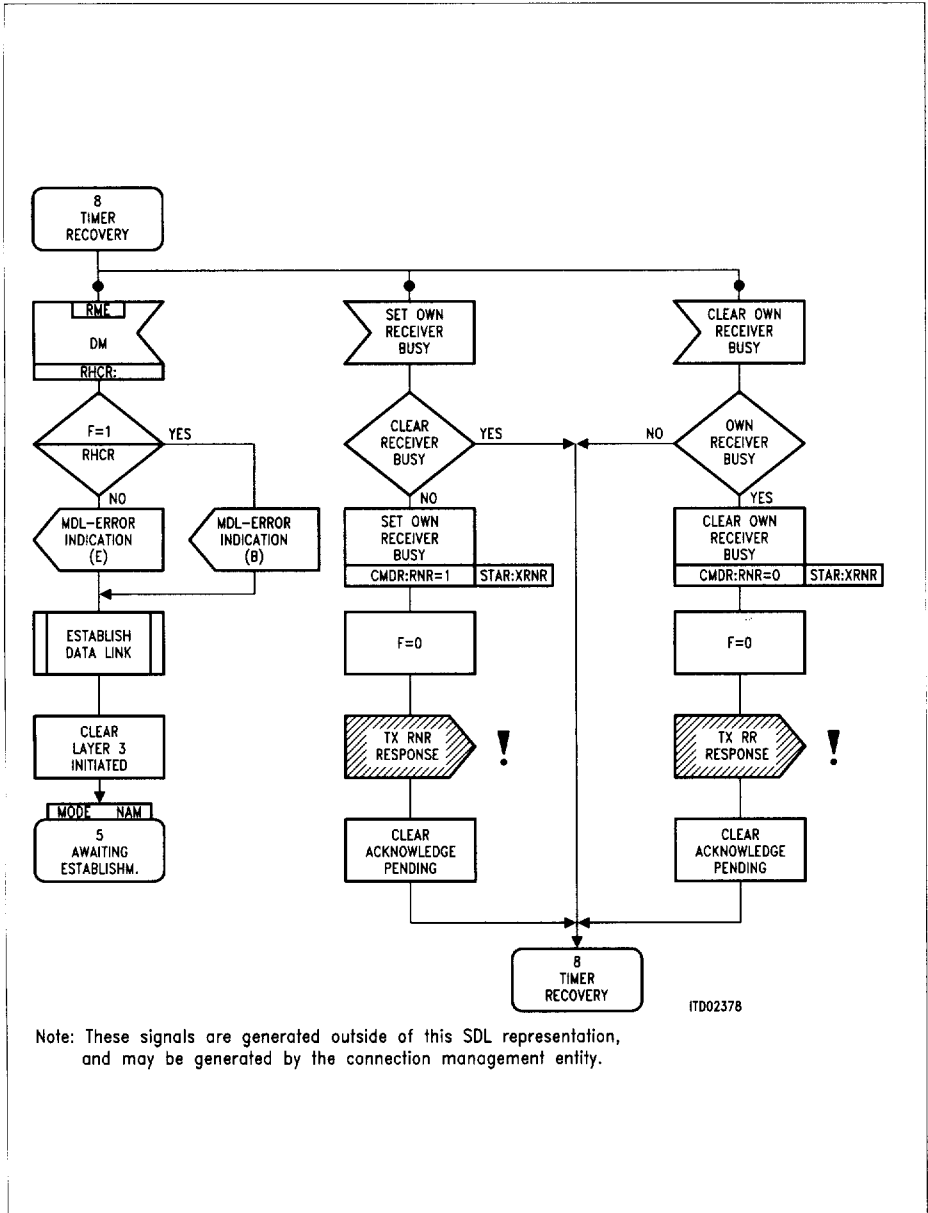 8
TIMER
RECOVERY
RME
DM
RHCR:
F=1
RHCR
YES
NO
MDL-ERROR
INDICATION
(E)
MDL-ERROR
INDICATION
(B)
ESTABLISH
DATA LINK
CLEAR
LAYER 3
INITIATED
MODE NAM
5
AWAITING
ESTABLISHM.
SET OWN
RECEIVER
BUSY
CLEAR
RECEIVER
BUSY
YES
NO
SET OWN
RECEIVER
BUSY
CMDR:RNR=1 STAR:XRNR
F=0
TX RNR
RESPONSE
!
CLEAR
ACKNOWLEDGE
PENDING
CLEAR OWN
RECEIVER
BUSY
OWN
RECEIVER
BUSY
NO
YES
CLEAR OWN
RECEIVER
BUSY
CMDR:RNR=0 STAR:XRNR
F=0
TX RR
RESPONSE
!
CLEAR
ACKNOWLEDGE
PENDING
8
TIMER
RECOVERY
ITD02378
Note: These signals are generated outside of this SDL representation,
and may be generated by the connection management entity.